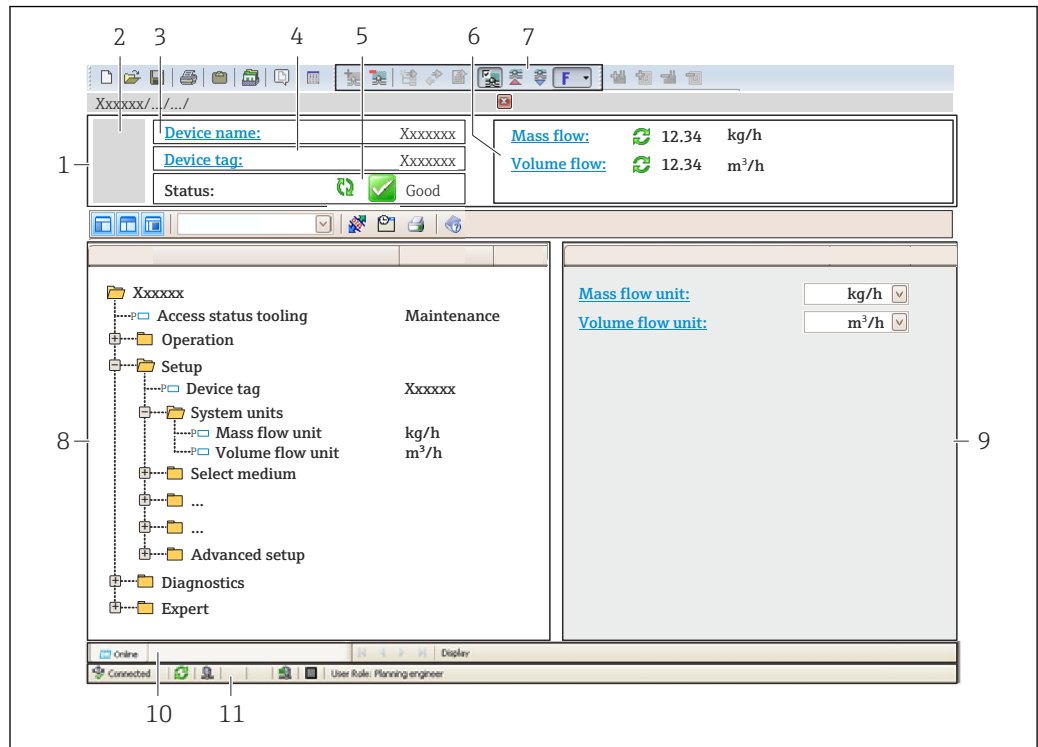 2 3 4 5 6 7
F
Xxxxxx/.../.../
1
Device name: Xxxxxxx
Device tag: Xxxxxxx
Status: Good
Mass flow: 12.34 kg/h
Volume flow: 12.34 m³/h
Xxxxxx
P Access status tooling Maintenance
Operation
Setup
P Device tag Xxxxxx
System units
P Mass flow unit kg/h
P Volume flow unit m³/h
Select medium
...
...
Advanced setup
Diagnostics
Expert
8
Mass flow unit: kg/h
Volume flow unit: m³/h
9
Online Display
Connected User Role: Planning engineer
10 11